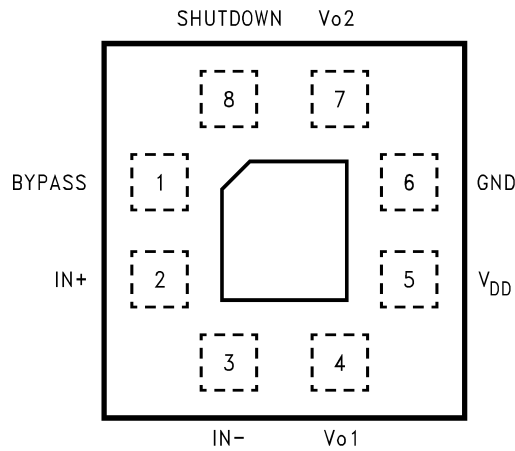 SHUTDOWN Vo2
8 7
BYPASS 1 6 GND
IN+ 2 5 VDD
3 4
IN- Vo1